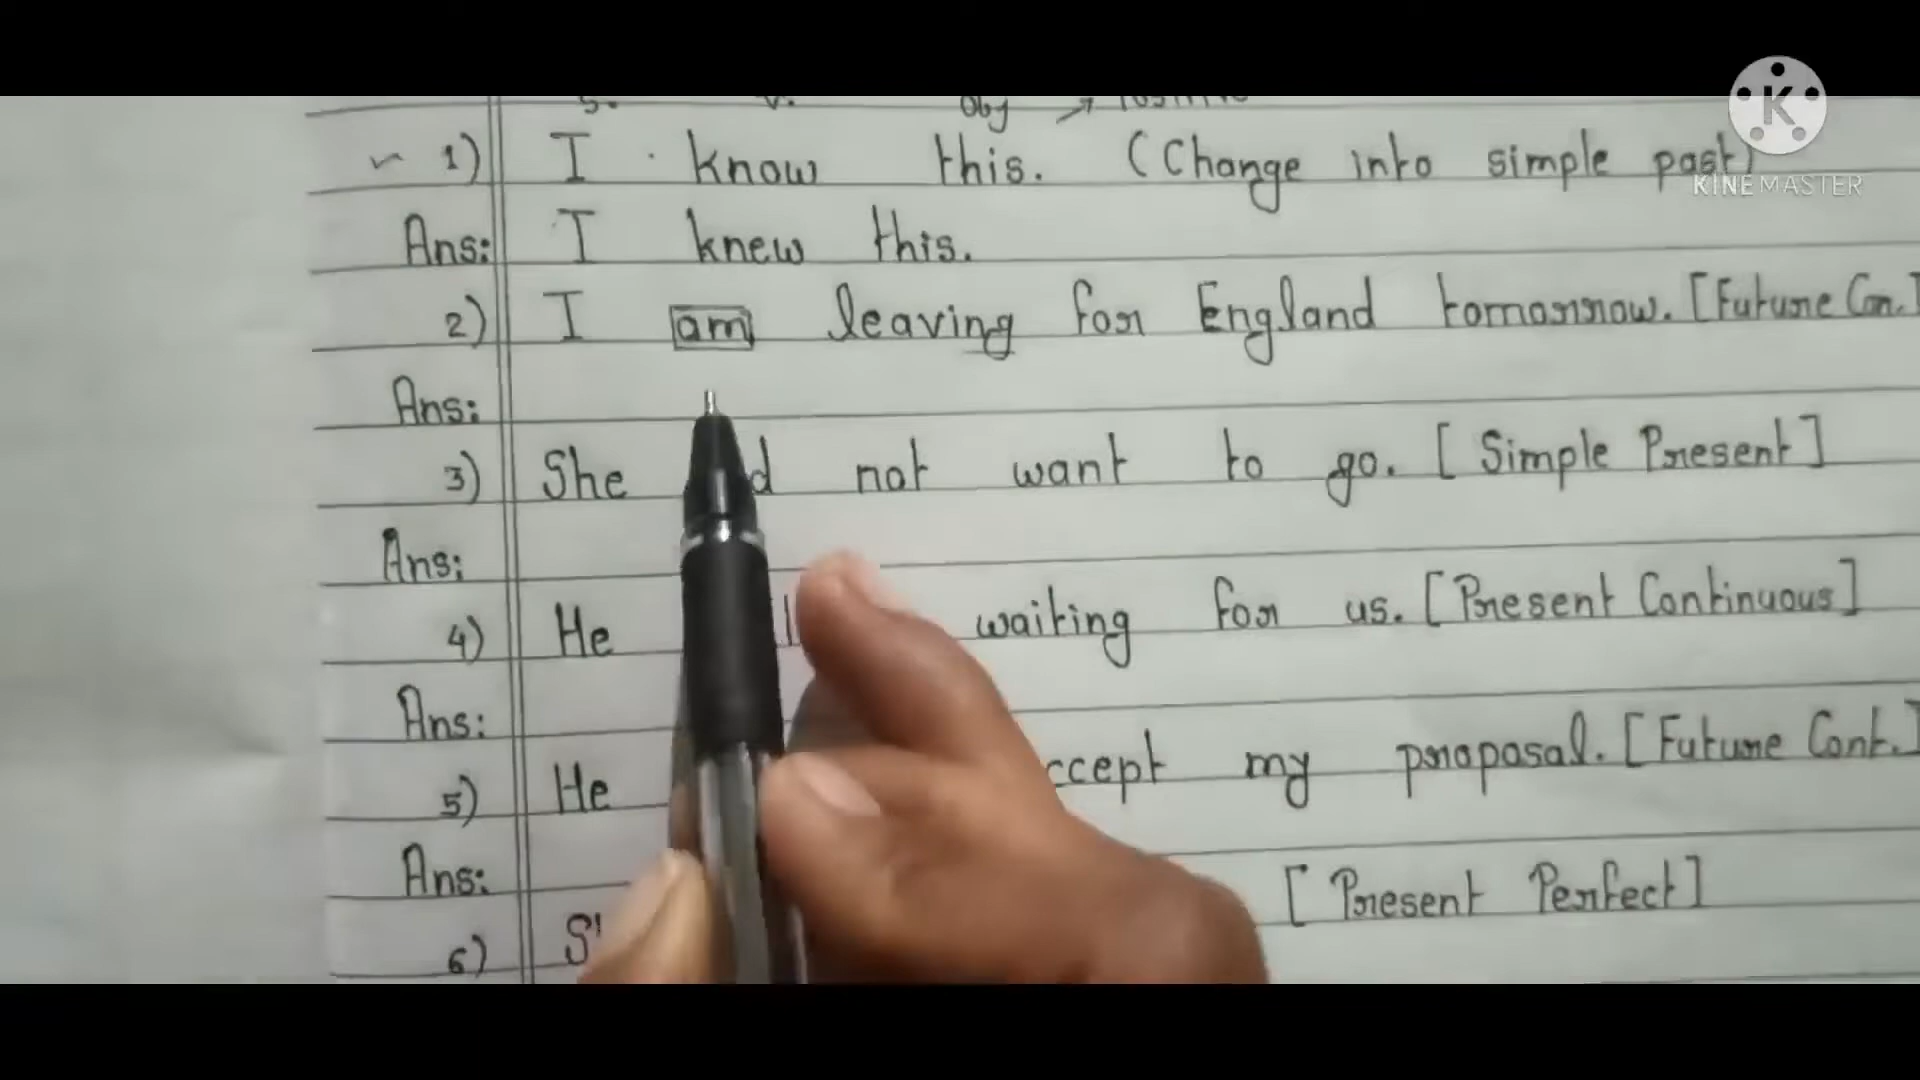 S. V. Obj → Positive
1) I know this. (Change into simple past)
KINEMASTER
Ans: I knew this.
2) I am leaving for England tomorrow. [Future Con.]
Ans:
3) She not want to go. [Simple Present]
Ans:
4) He waiting for us. [Present Continuous]
Ans:
5) He my proposal. [Future Cont.]
Ans:
[Present Perfect]
6)